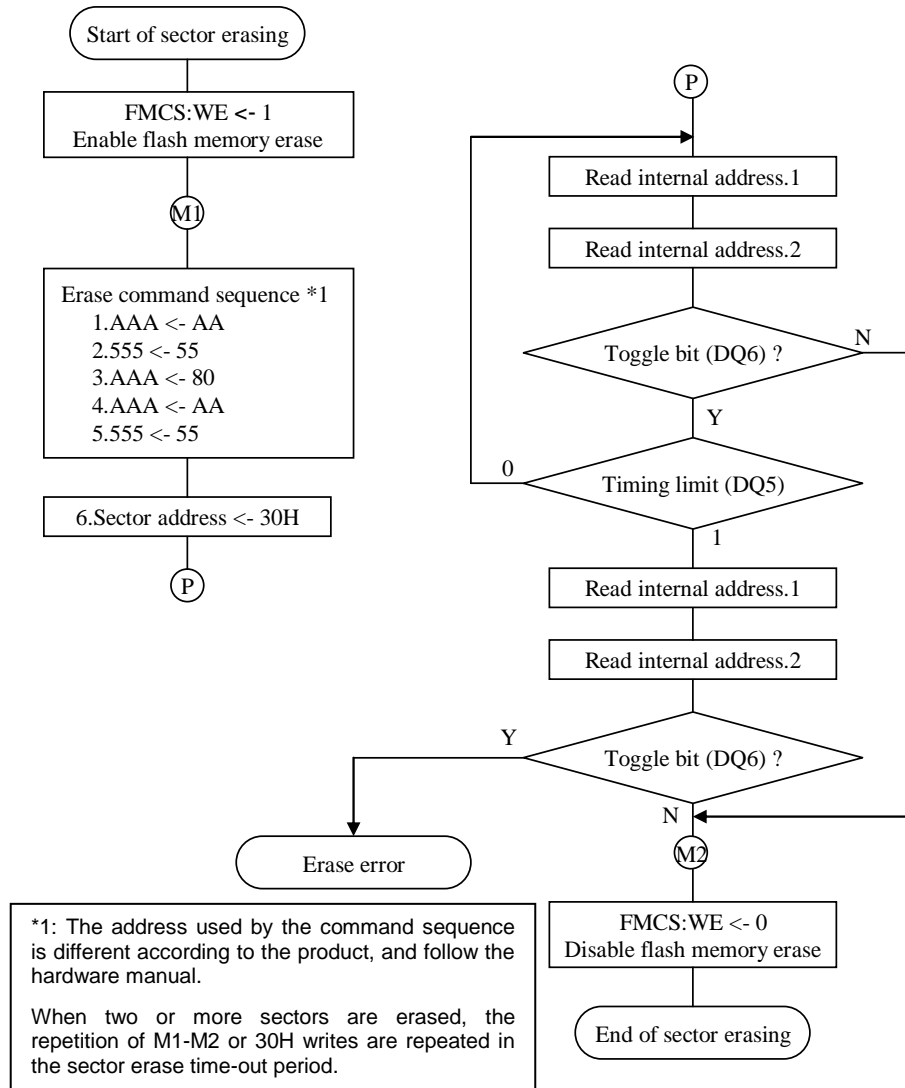 Start of sector erasing
FMCS:WE <- 1
Enable flash memory erase
M1
Erase command sequence *1
1.AAA <- AA
2.555 <- 55
3.AAA <- 80
4.AAA <- AA
5.555 <- 55
6.Sector address <- 30H
P
P
Read internal address.1
Read internal address.2
Toggle bit (DQ6) ?
N
Y
Timing limit (DQ5)
0
1
Read internal address.1
Read internal address.2
Toggle bit (DQ6) ?
Y
N
Erase error
M2
FMCS:WE <- 0
Disable flash memory erase
End of sector erasing
*1: The address used by the command sequence
is different according to the product, and follow the
hardware manual.
When two or more sectors are erased, the
repetition of M1-M2 or 30H writes are repeated in
the sector erase time-out period.